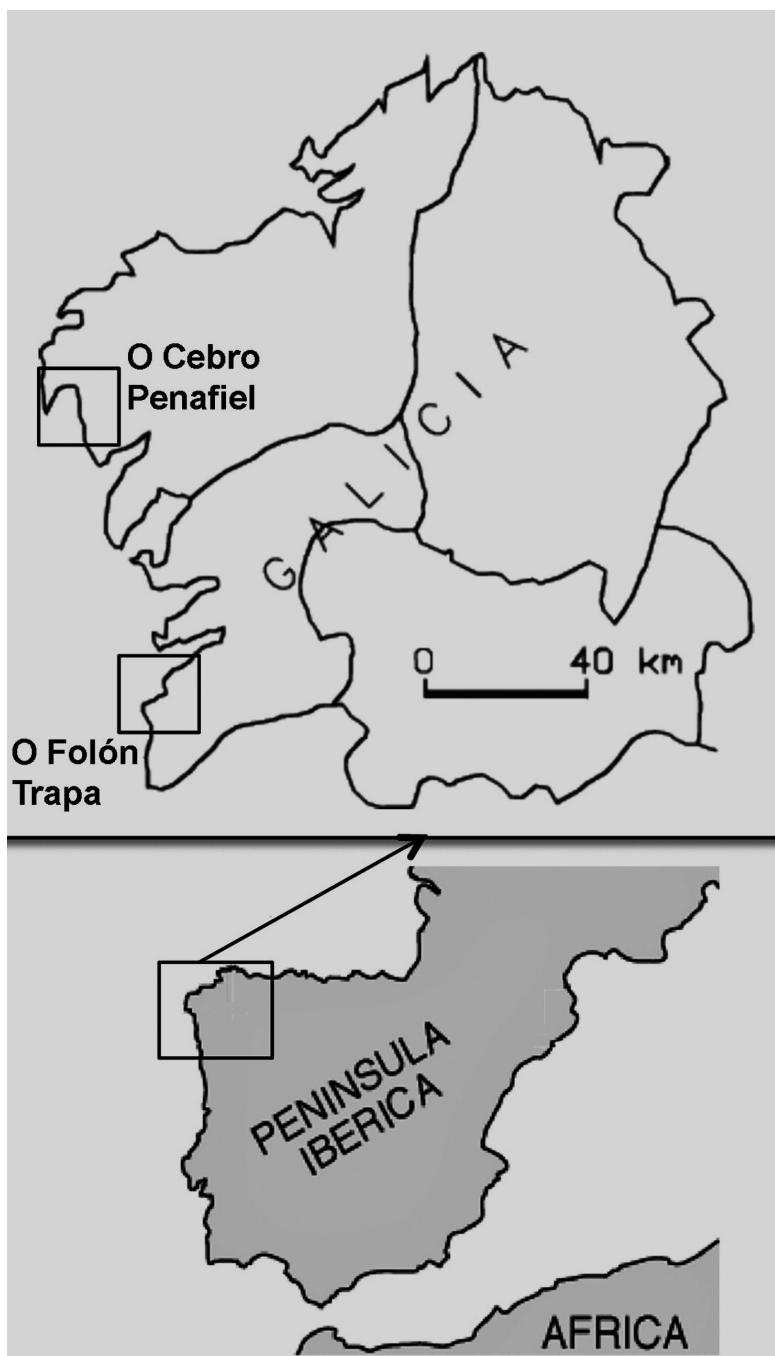 O Cebro
Penafiel
GALICIA
0 40 km
O Folón
Trapa
PENINSULA
IBERICA
AFRICA